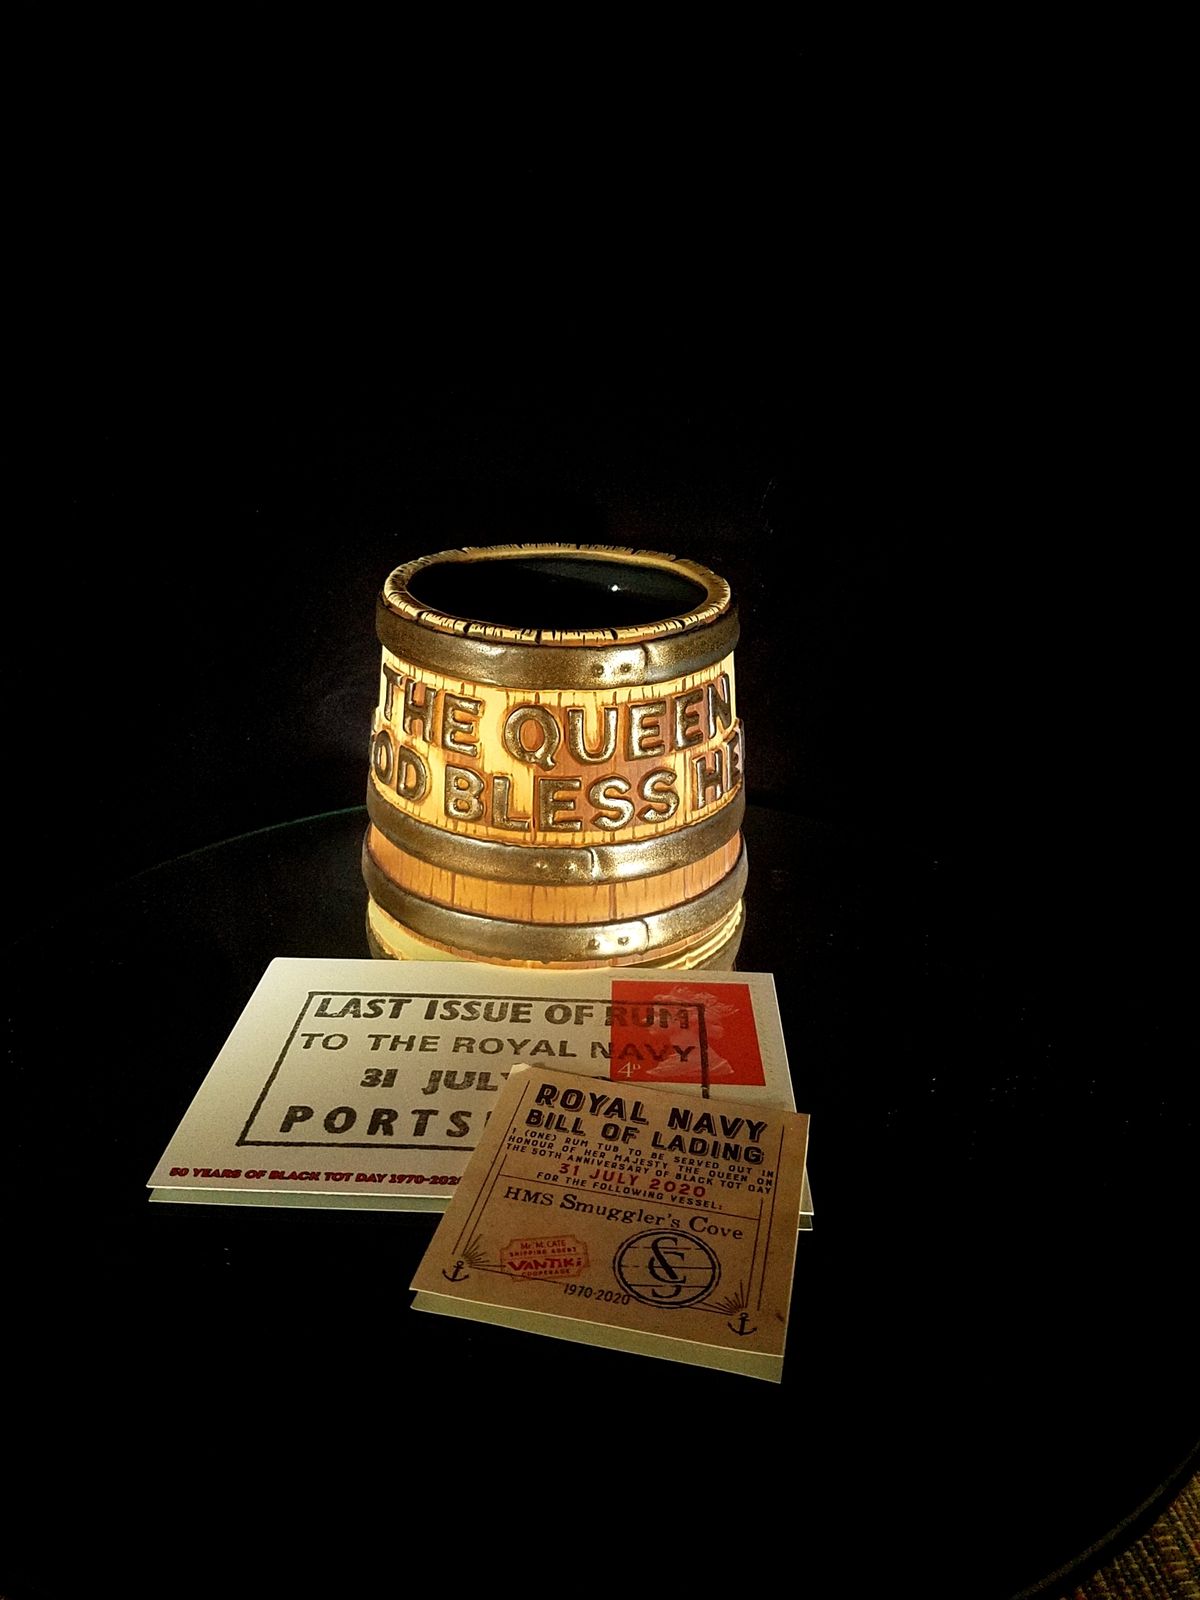 THE QUEEN
OD BLESS HE
LAST ISSUE OF RUM
TO THE ROYAL NAVY
31 JULY
PORTS
4D
50 YEARS OF BLACK TOT DAY 1970-202
ROYAL NAVY
BILL OF LADING
1 (ONE) RUM TUB TO BE SERVED OUT IN
HONOUR OF HER MAJESTY THE QUEEN ON
THE 50TH ANNIVERSARY OF BLACK TOT DAY
31 JULY 2020
FOR THE FOLLOWING VESSEL:
HMS Smuggler's Cove
Mr. M. CATE
SHIPPING AGENT
VANTIKI
COOPERAGE
SC
1970-2020